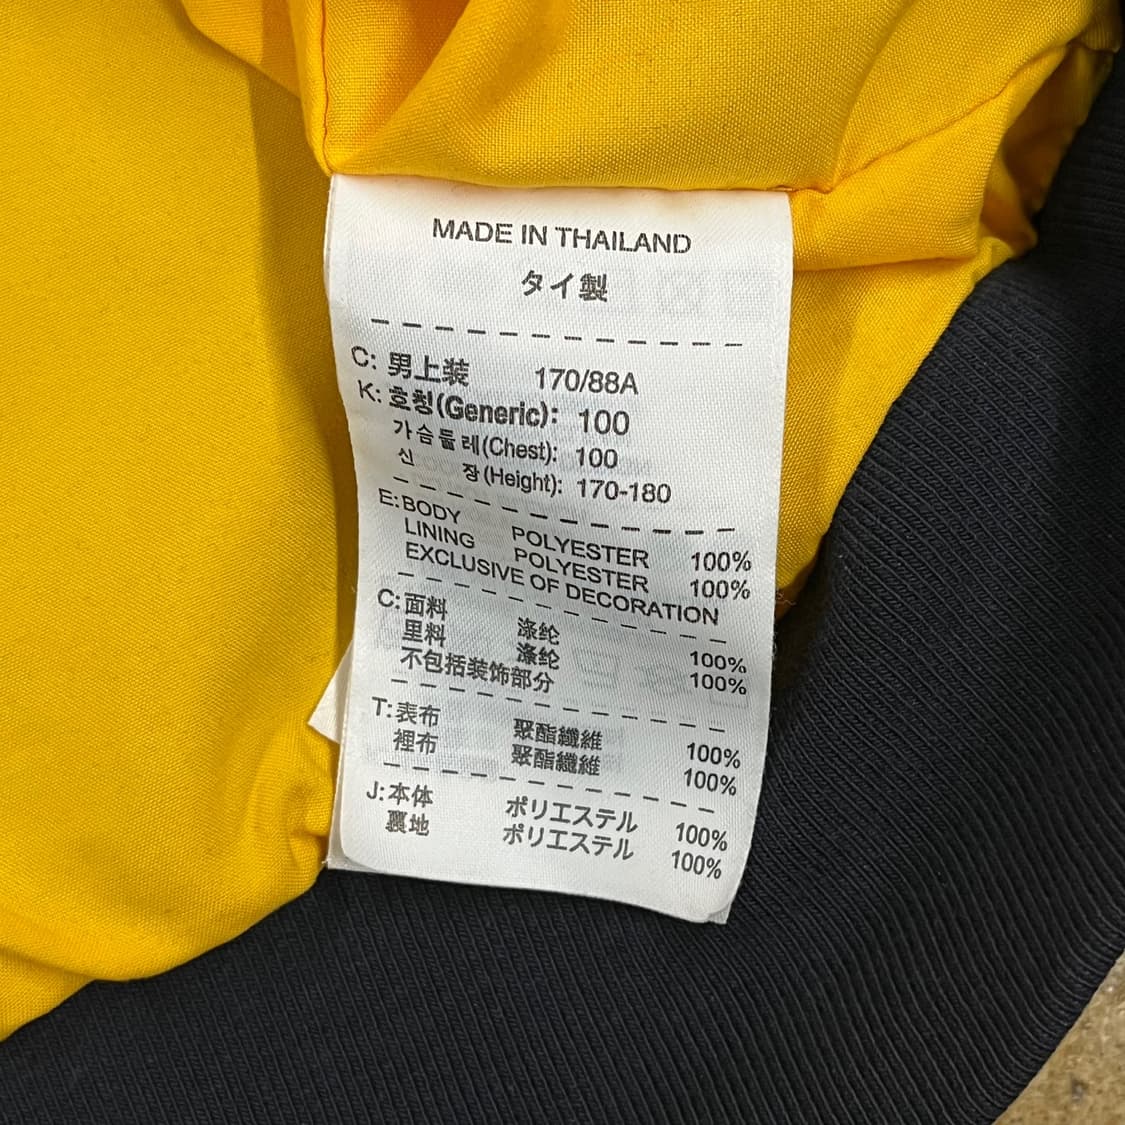 MADE IN THAILAND
タイ製
C: 男上装 170/88A
K: 호칭(Generic): 100
가슴둘레(Chest): 100
신 장(Height): 170-180
E: BODY POLYESTER 100%
LINING POLYESTER 100%
EXCLUSIVE OF DECORATION
C: 面料 涤纶 100%
里料 涤纶 100%
不包括装饰部分
T: 表布 聚酯纖維 100%
裡布 聚酯纖維 100%
J: 本体 ポリエステル 100%
裏地 ポリエステル 100%